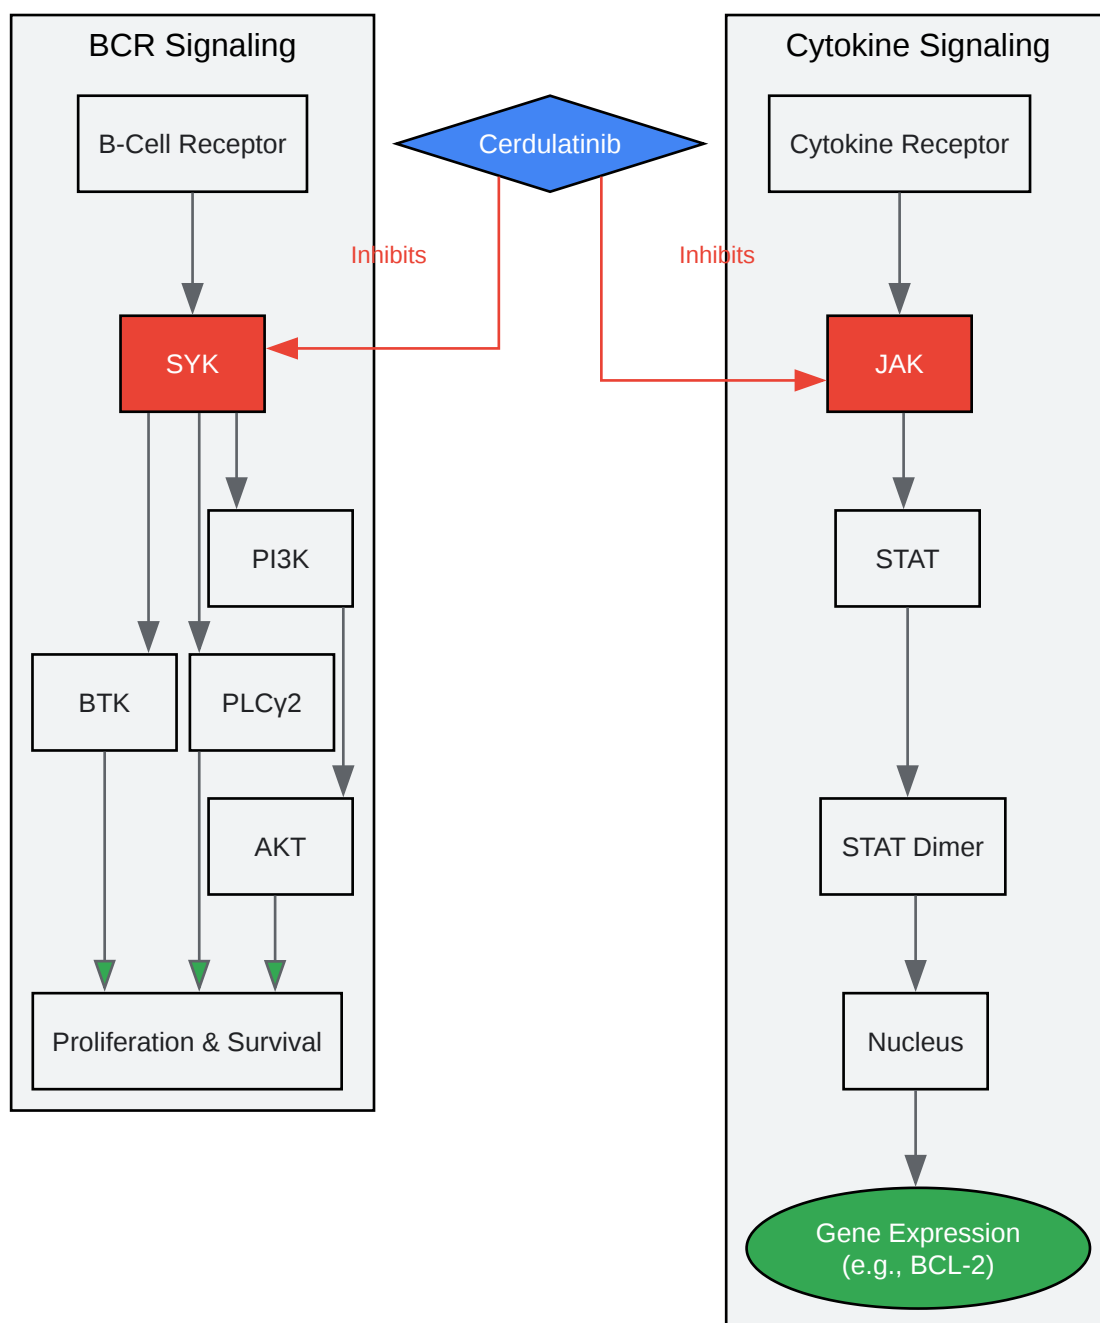 BCR Signaling
B-Cell Receptor
SYK
PI3K
BTK
PLCγ2
AKT
Proliferation & Survival
Cerdulatinib
Inhibits
Inhibits
Cytokine Signaling
Cytokine Receptor
JAK
STAT
STAT Dimer
Nucleus
Gene Expression
(e.g., BCL-2)